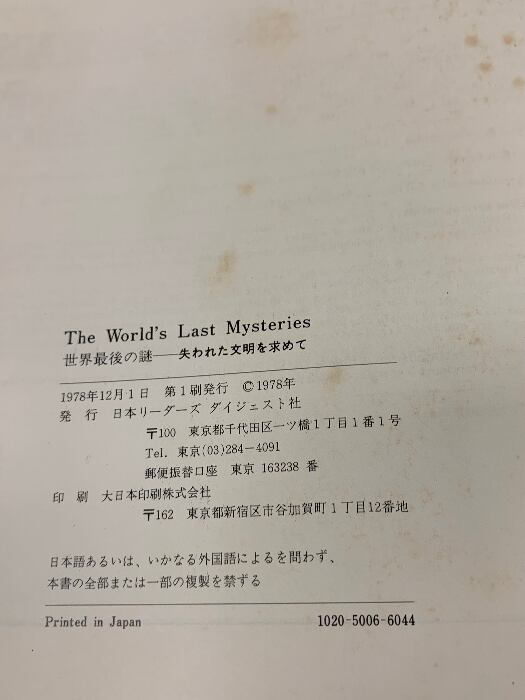 The World's Last Mysteries
世界最後の謎——失われた文明を求めて
1978年12月1日 第1刷発行 ©1978年
発 行 日本リーダーズ ダイジェスト社
〒100 東京都千代田区一ツ橋1丁目1番1号
Tel. 東京(03)284-4091
郵便振替口座 東京 163238 番
印 刷 大日本印刷株式会社
〒162 東京都新宿区市谷加賀町1丁目12番地
日本語あるいは、いかなる外国語によるを問わず、
本書の全部または一部の複製を禁ずる
Printed in Japan 1020-5006-6044